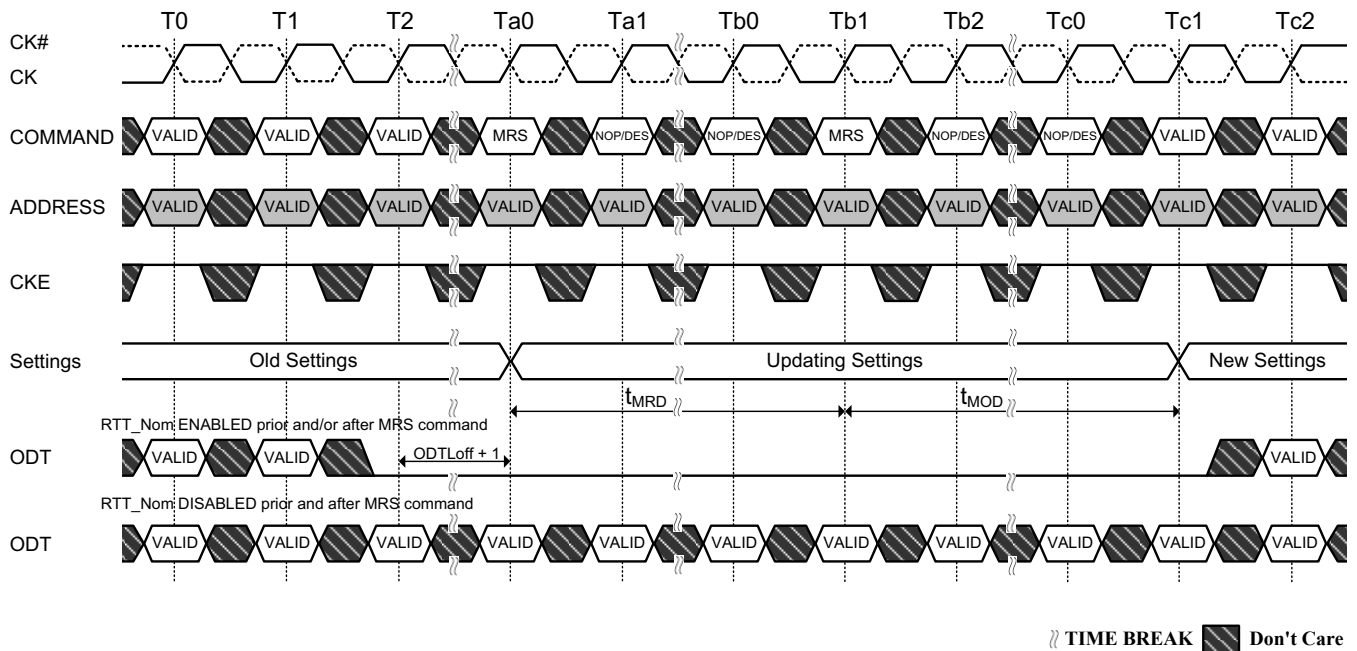 T0 T1 T2 Ta0 Ta1 Tb0 Tb1 Tb2 Tc0 Tc1 Tc2
CK#
CK
COMMAND VALID VALID VALID MRS NOP/DES NOP/DES MRS NOP/DES NOP/DES VALID VALID
ADDRESS VALID VALID VALID VALID VALID VALID VALID VALID VALID VALID VALID
CKE
Settings Old Settings Updating Settings New Settings
tMRD tMOD
RTT_Nom ENABLED prior and/or after MRS command
ODT VALID VALID ODTLoff + 1 VALID
RTT_Nom DISABLED prior and after MRS command
ODT VALID VALID VALID VALID VALID VALID VALID VALID VALID VALID VALID
TIME BREAK Don't Care